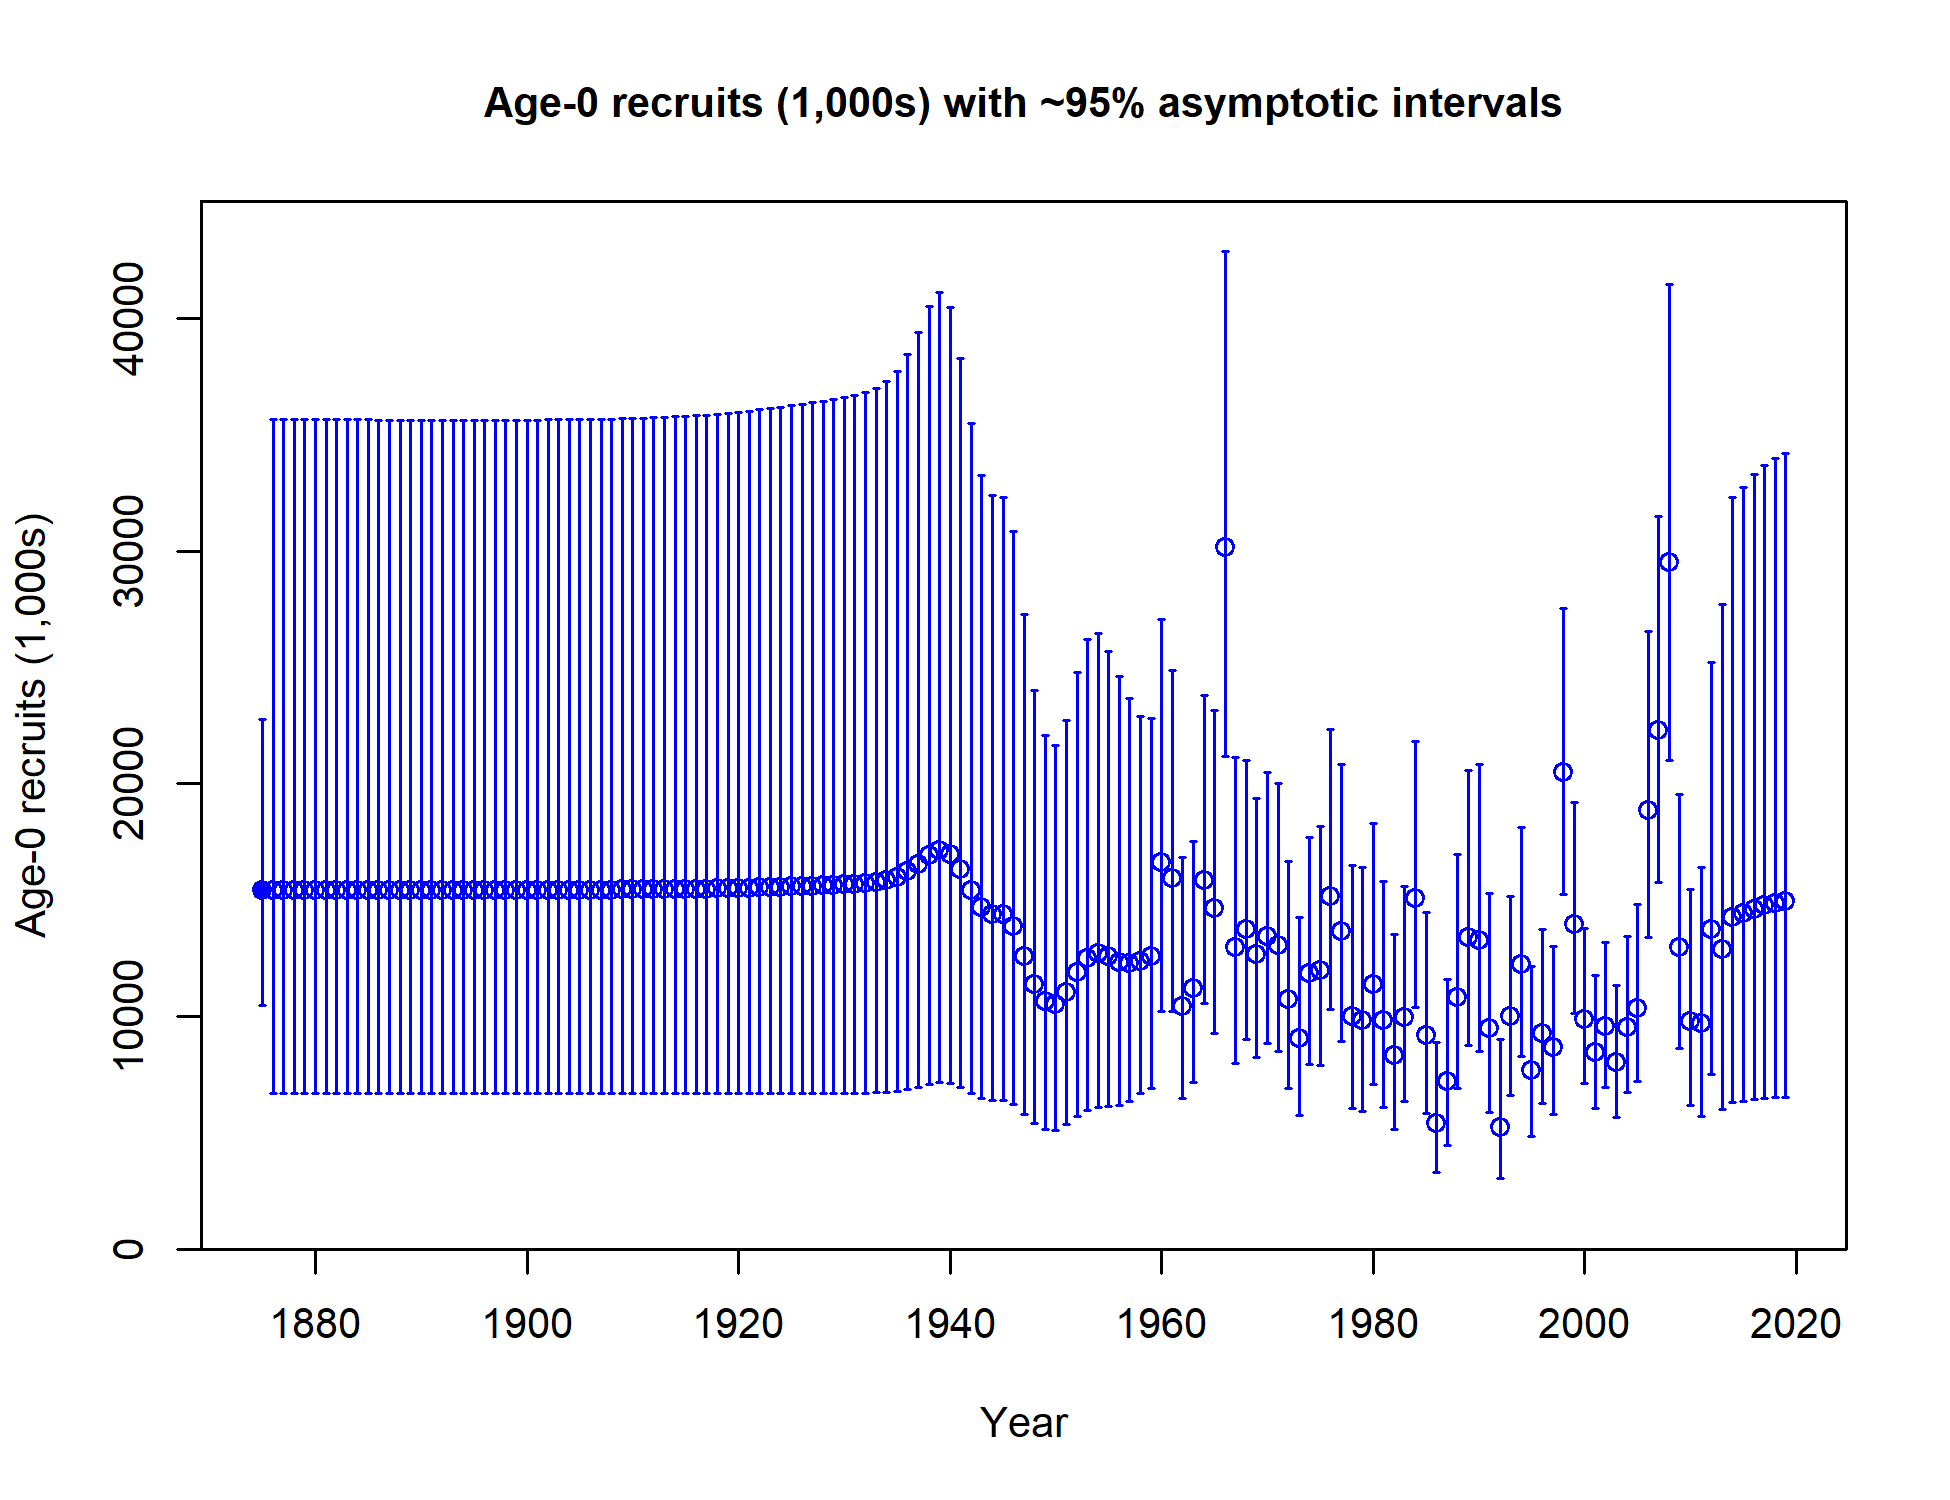 Age-0 recruits (1,000s) with ~95% asymptotic intervals
Age-0 recruits (1,000s)
40000
30000
20000
10000
0
1880 1900 1920 1940 1960 1980 2000 2020
Year